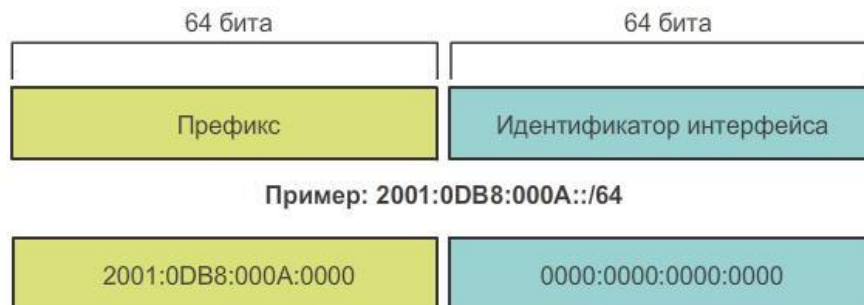 64 бита 64 бита
Префикс Идентификатор интерфейса
Пример: 2001:0DB8:000A::/64
2001:0DB8:000A:0000 0000:0000:0000:0000